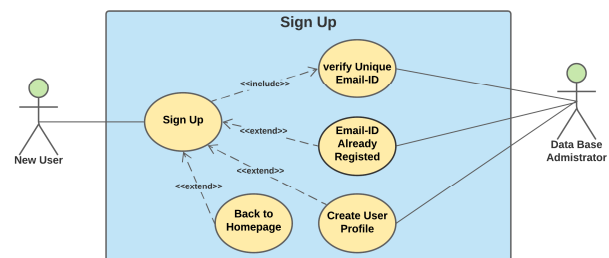 Sign Up
verify Unique
Email-ID
<<include>>
Sign Up
<<extend>>
Email-ID
Already
Registed
New User
Data Base
Admistrator
<<extend>>
<<extend>>
Back to
Homepage
Create User
Profile